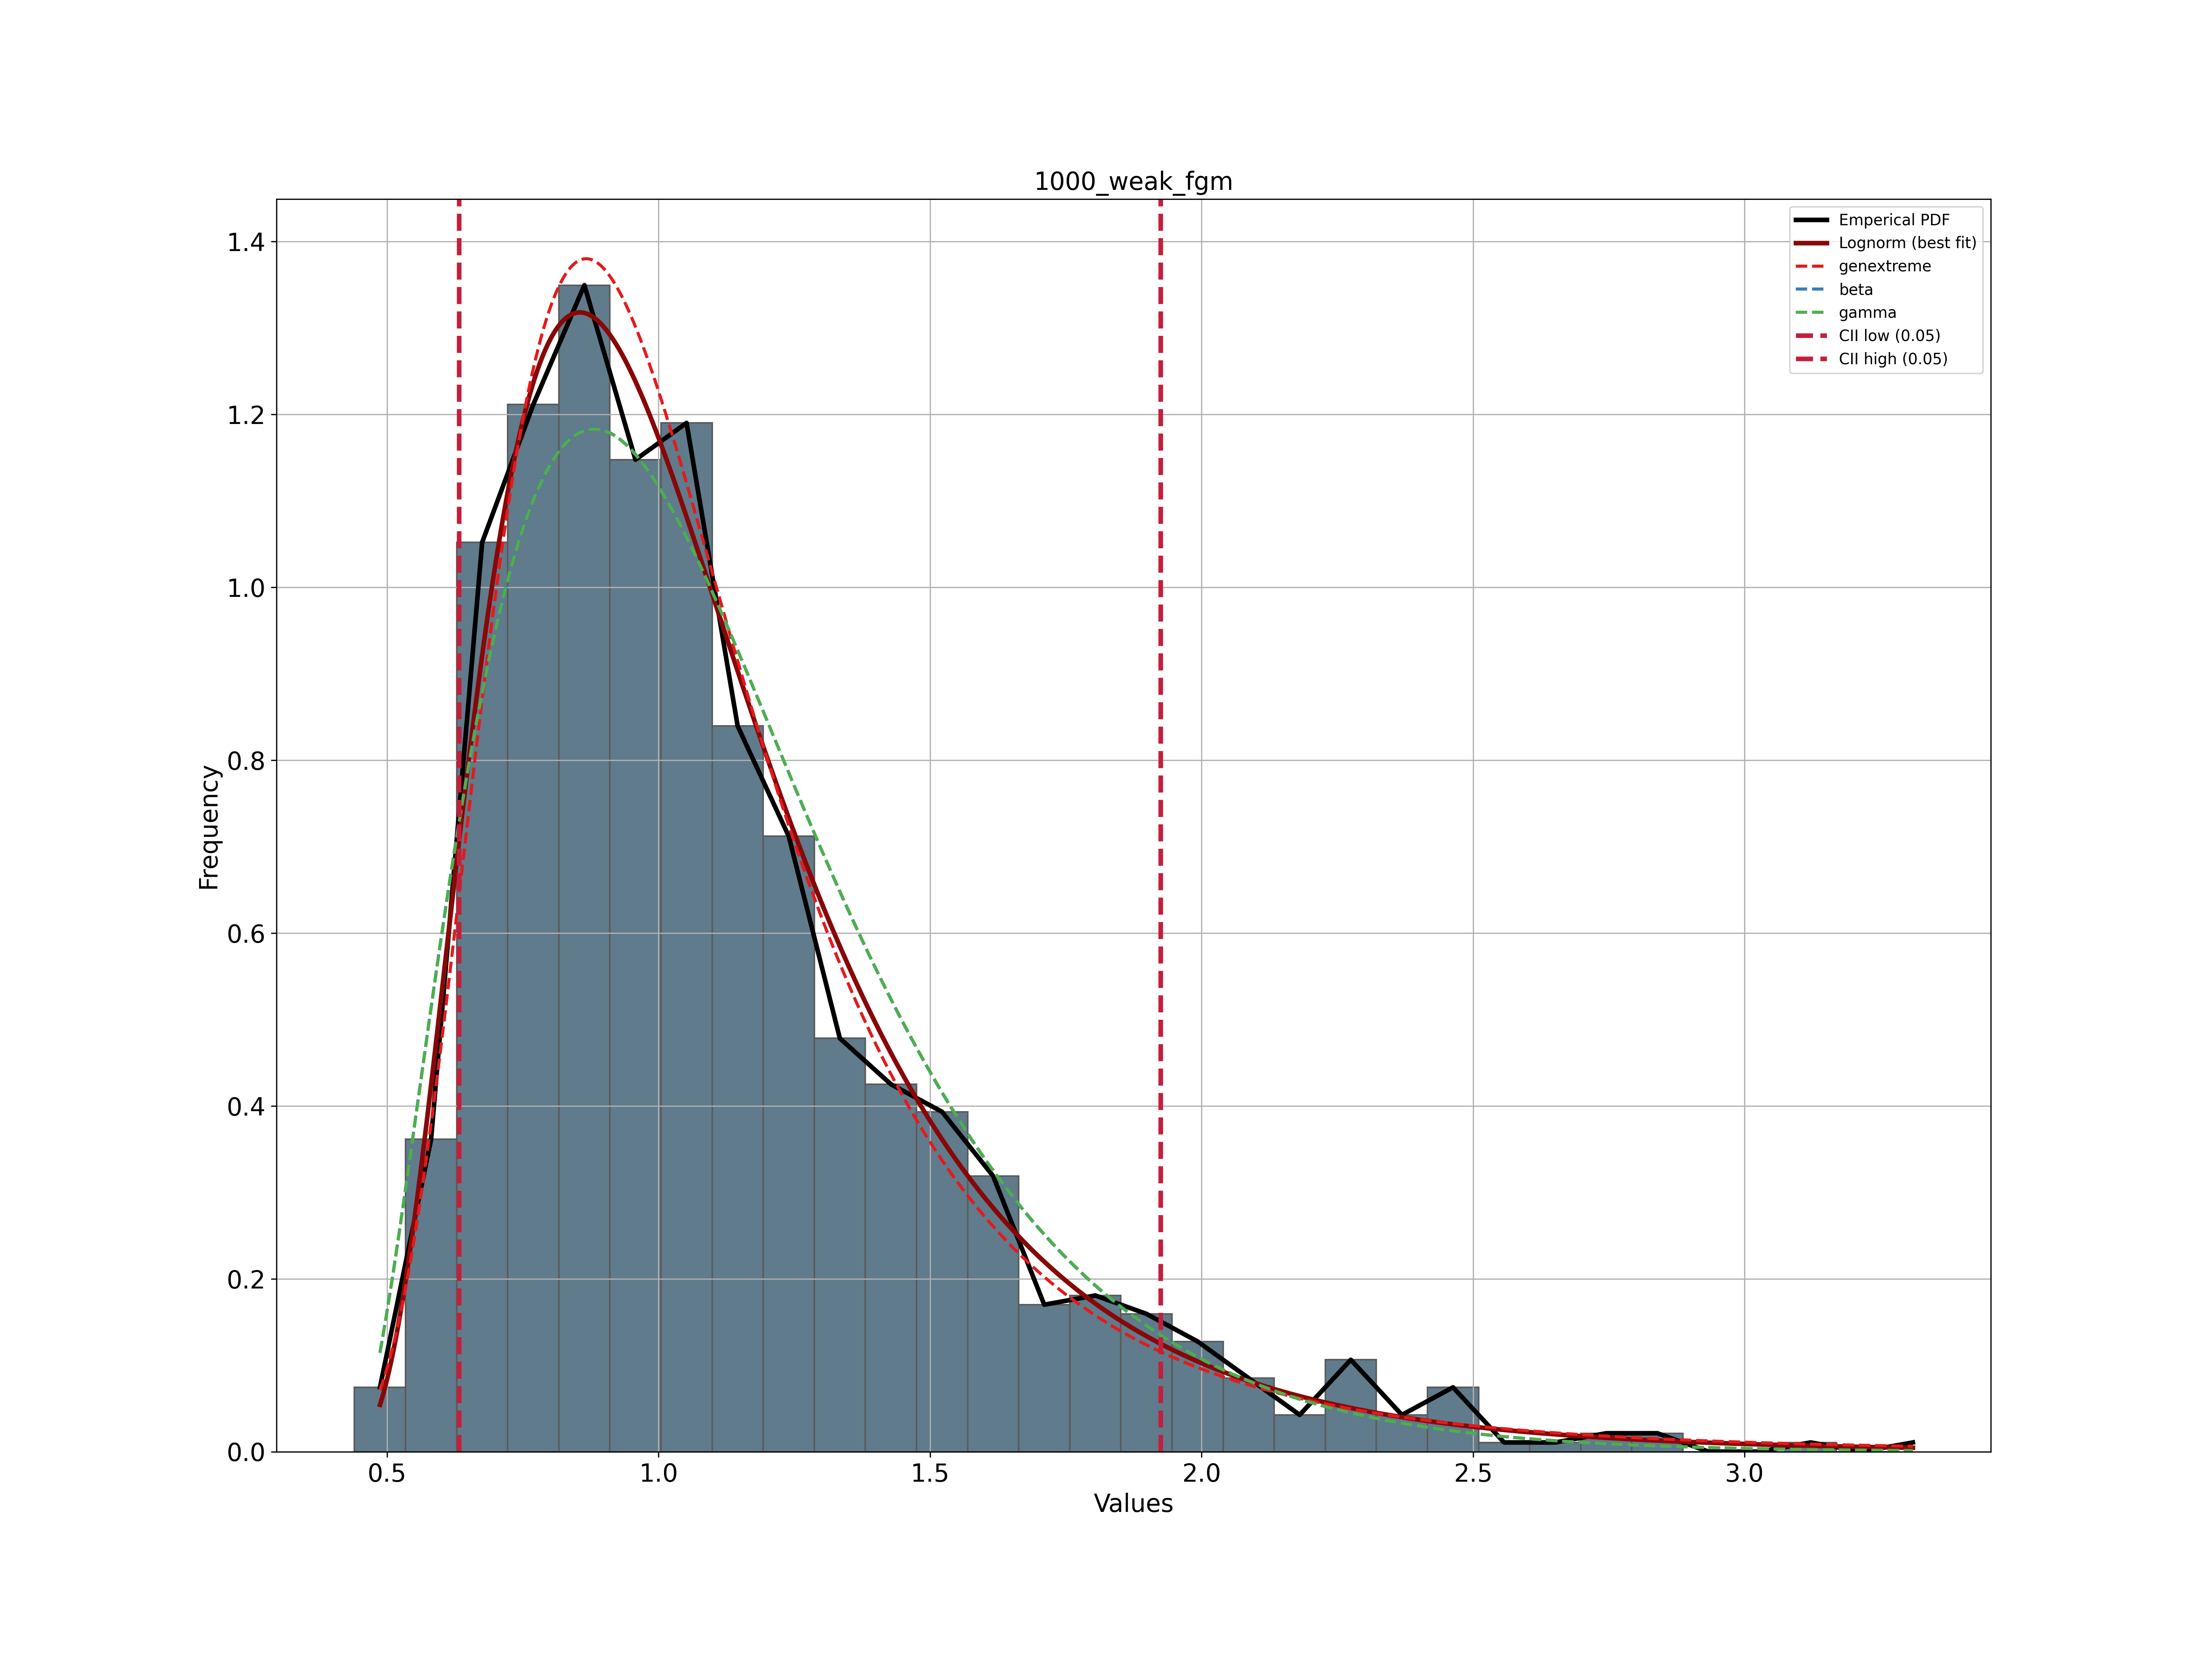 1000_weak_fgm
Emperical PDF
Lognorm (best fit)
genextreme
beta
gamma
CII low (0.05)
CII high (0.05)
1.4
1.2
1.0
0.8
0.6
0.4
0.2
0.0
Frequency
0.5 1.0 1.5 2.0 2.5 3.0
Values